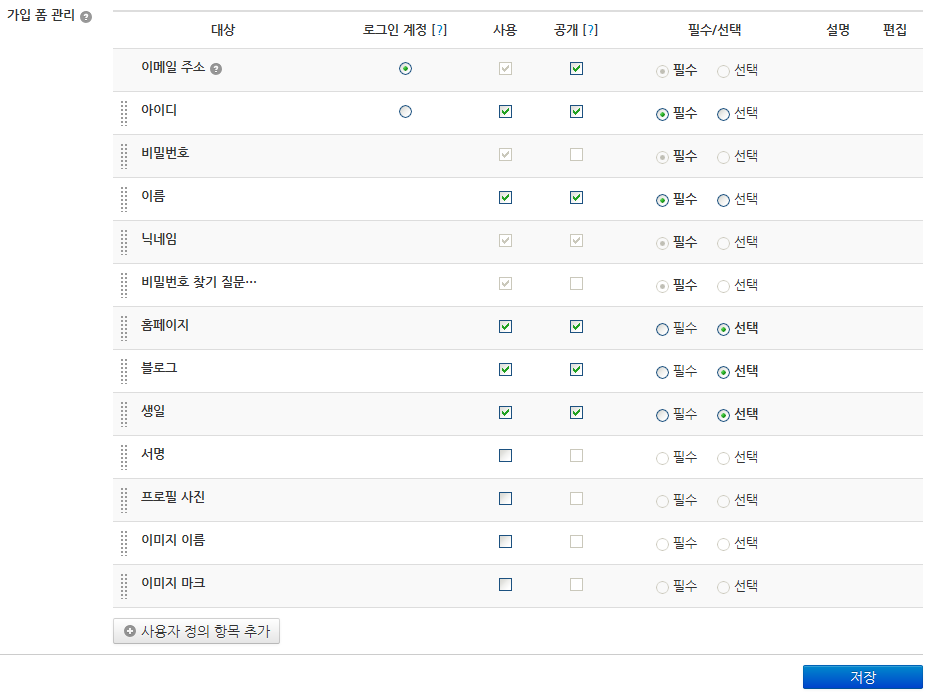 가입 폼 관리 ?
대상 로그인 계정 [?] 사용 공개 [?] 필수/선택 설명 편집
이메일 주소 ? 필수 선택
아이디 필수 선택
비밀번호 필수 선택
이름 필수 선택
닉네임 필수 선택
비밀번호 찾기 질문… 필수 선택
홈페이지 필수 선택
블로그 필수 선택
생일 필수 선택
서명 필수 선택
프로필 사진 필수 선택
이미지 이름 필수 선택
이미지 마크 필수 선택
사용자 정의 항목 추가
저장